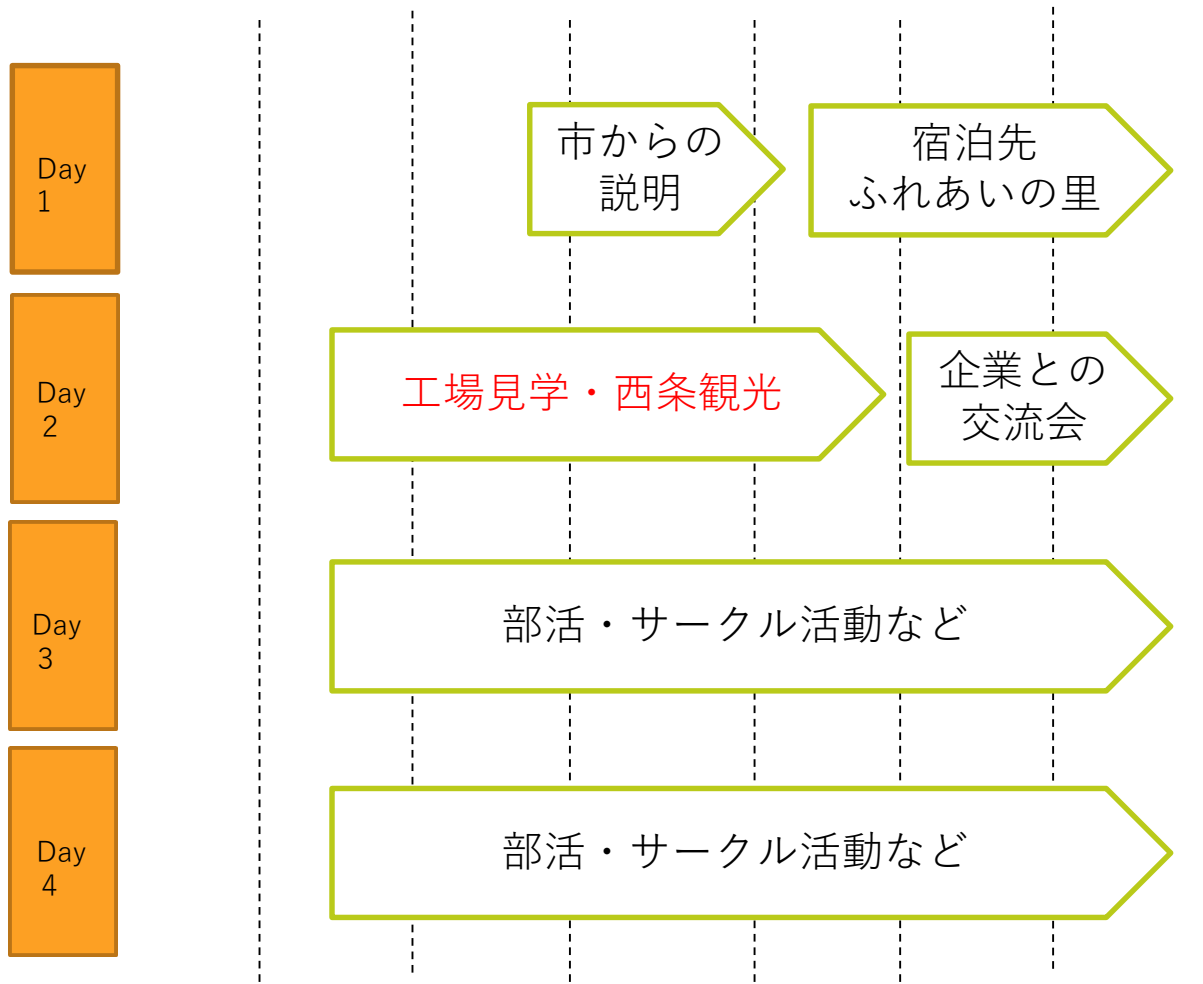 Day
1
市からの
説明
宿泊先
ふれあいの里
Day
2
工場見学・西条観光
企業との
交流会
Day
3
部活・サークル活動など
Day
4
部活・サークル活動など